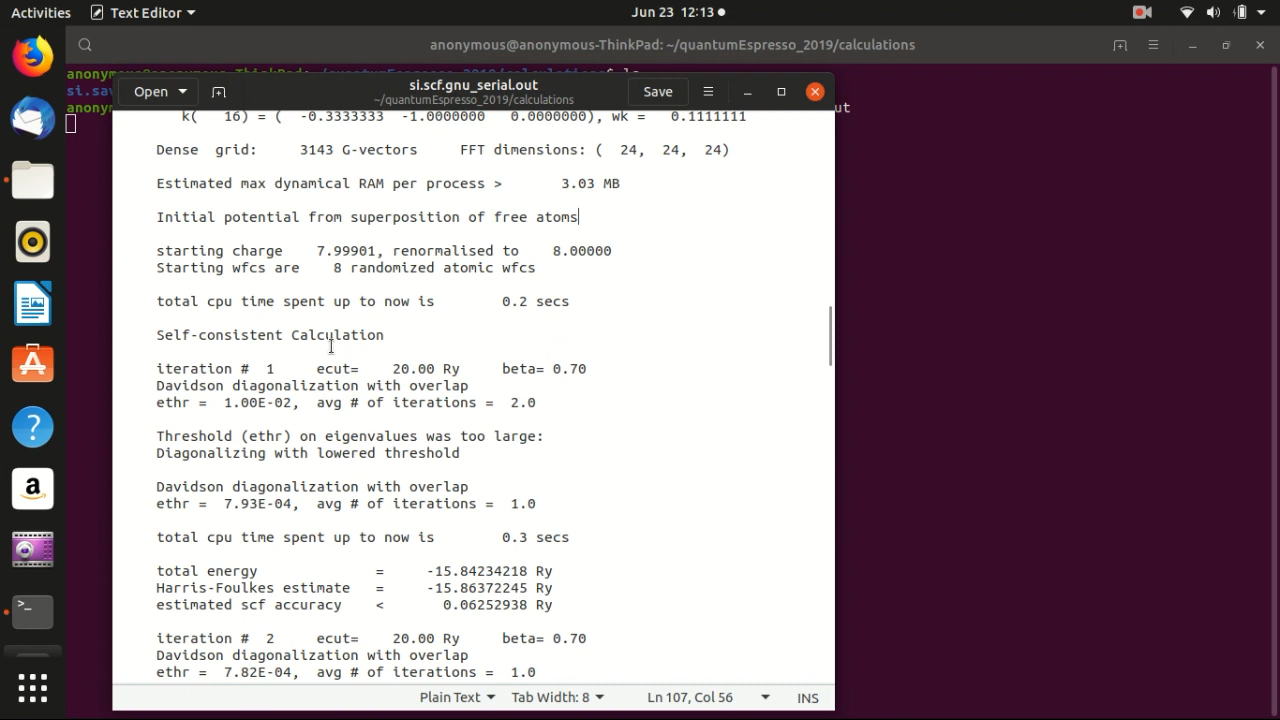 Activities Text Editor Jun 23 12:13
anonymous@anonymous-ThinkPad: ~/quantumEspresso_2019/calculations
si.sav
anonym ut
Open si.scf.gnu_serial.out Save
~/quantumEspresso_2019/calculations
k( 16) = ( -0.3333333 -1.0000000 0.0000000), wk = 0.1111111
Dense grid: 3143 G-vectors FFT dimensions: ( 24, 24, 24)
Estimated max dynamical RAM per process > 3.03 MB
Initial potential from superposition of free atoms
starting charge 7.99901, renormalised to 8.00000
Starting wfcs are 8 randomized atomic wfcs
total cpu time spent up to now is 0.2 secs
Self-consistent Calculation
iteration # 1 ecut= 20.00 Ry beta= 0.70
Davidson diagonalization with overlap
ethr = 1.00E-02, avg # of iterations = 2.0
Threshold (ethr) on eigenvalues was too large:
Diagonalizing with lowered threshold
Davidson diagonalization with overlap
ethr = 7.93E-04, avg # of iterations = 1.0
total cpu time spent up to now is 0.3 secs
total energy = -15.84234218 Ry
Harris-Foulkes estimate = -15.86372245 Ry
estimated scf accuracy < 0.06252938 Ry
iteration # 2 ecut= 20.00 Ry beta= 0.70
Davidson diagonalization with overlap
ethr = 7.82E-04, avg # of iterations = 1.0
Plain Text Tab Width: 8 Ln 107, Col 56 INS